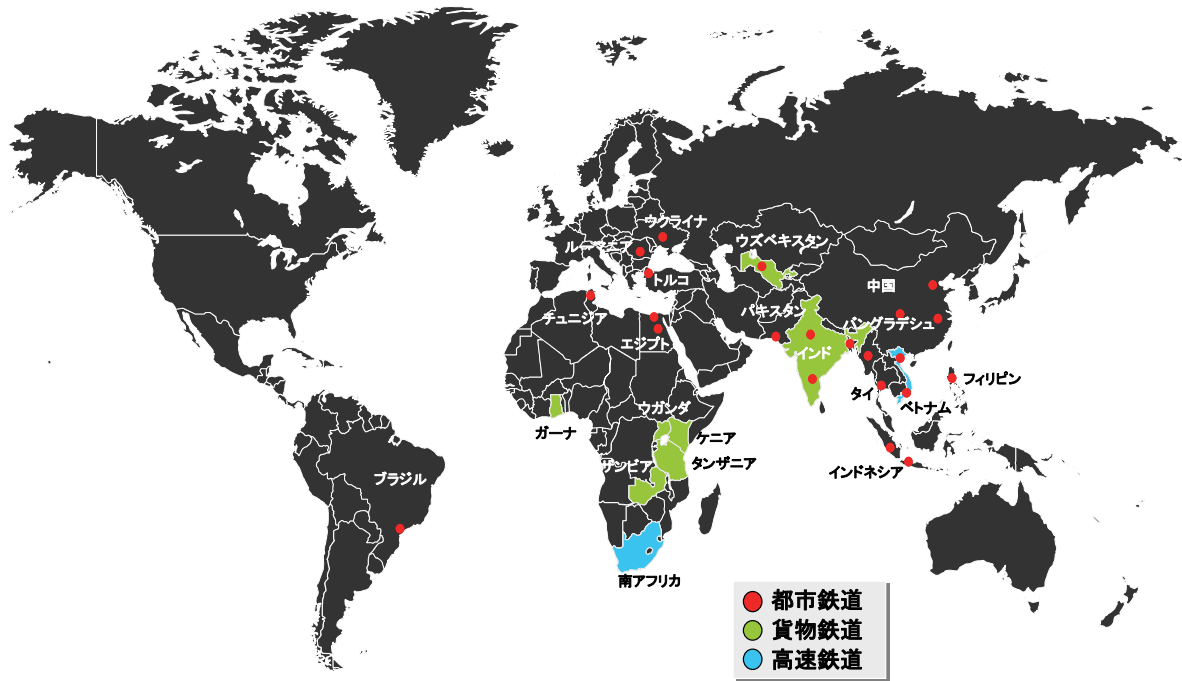 ウクライナ
ルーマニア
ウズベキスタン
トルコ
中国
チュニジア
パキスタン
バングラデシュ
エジプト
インド
フィリピン
タイ
ベトナム
ウガンダ
ガーナ
ケニア
ザンビア
タンザニア
インドネシア
ブラジル
南アフリカ
都市鉄道
貨物鉄道
高速鉄道